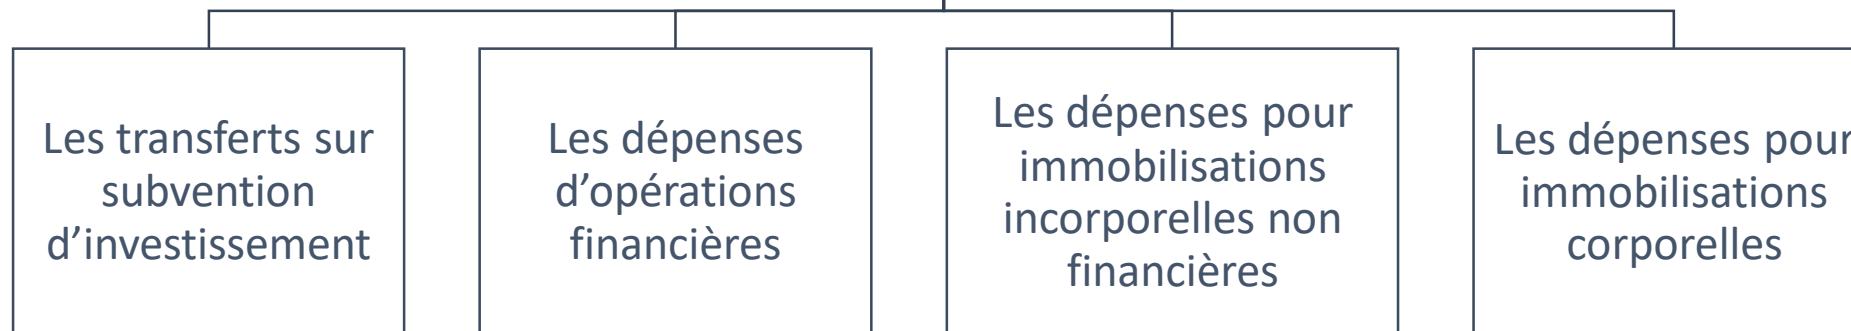 Les transferts sur
subvention
d’investissement
Les dépenses
d’opérations
financières
Les dépenses pour
immobilisations
incorporelles non
financières
Les dépenses pour
immobilisations
corporelles